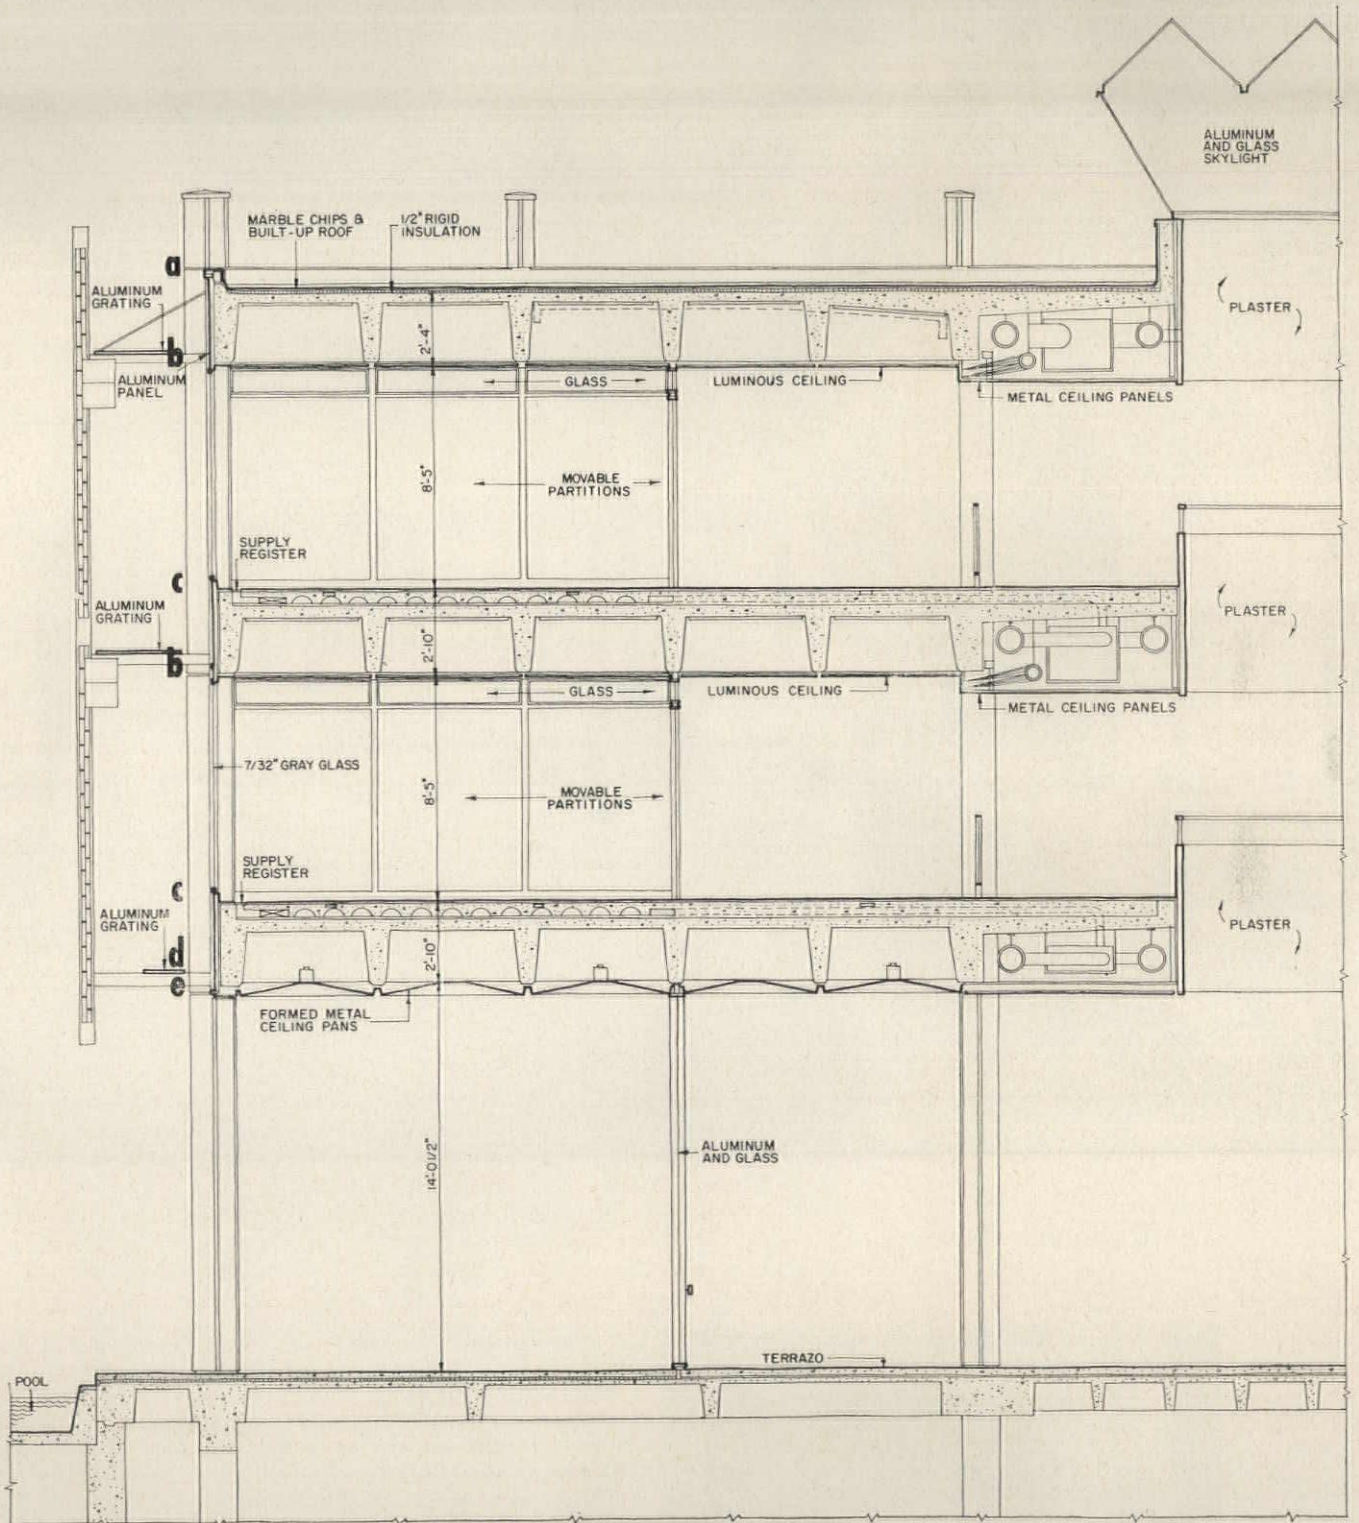 ALUMINUM
AND GLASS
SKYLIGHT
MARBLE CHIPS &
BUILT-UP ROOF
1/2" RIGID
INSULATION
a
ALUMINUM
GRATING
PLASTER
2'-4"
b
ALUMINUM
PANEL
GLASS
LUMINOUS CEILING
METAL CEILING PANELS
8'-5"
MOVABLE
PARTITIONS
SUPPLY
REGISTER
c
ALUMINUM
GRATING
PLASTER
2'-10"
b
GLASS
LUMINOUS CEILING
METAL CEILING PANELS
7/32" GRAY GLASS
8'-5"
MOVABLE
PARTITIONS
SUPPLY
REGISTER
c
ALUMINUM
GRATING
PLASTER
d
2'-10"
e
FORMED METAL
CEILING PANS
14'-0 1/2"
ALUMINUM
AND GLASS
TERRAZO
POOL